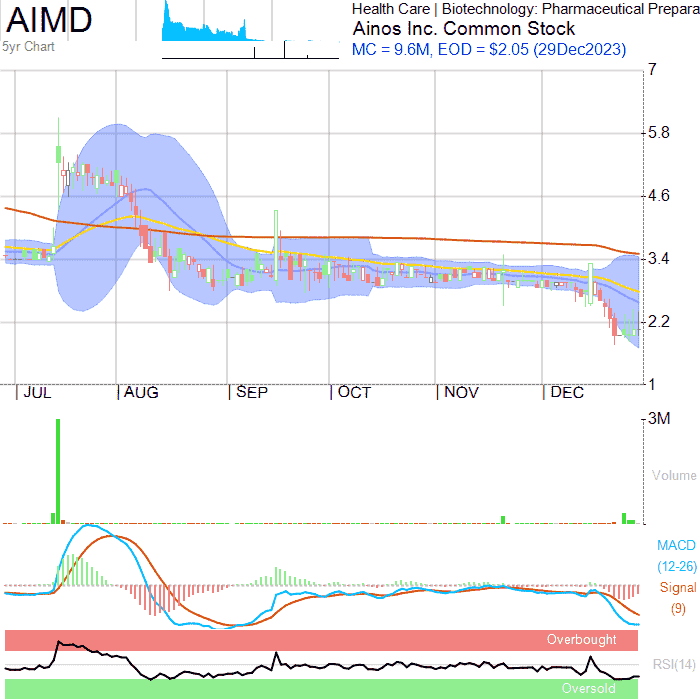 AIMD
5yr Chart
Health Care | Biotechnology: Pharmaceutical Prepara
Ainos Inc. Common Stock
MC = 9.6M, EOD = $2.05 (29Dec2023)
7
5.8
4.6
3.4
2.2
1
JUL AUG SEP OCT NOV DEC
3M
Volume
MACD
(12-26)
Signal
(9)
Overbought
RSI(14)
Oversold